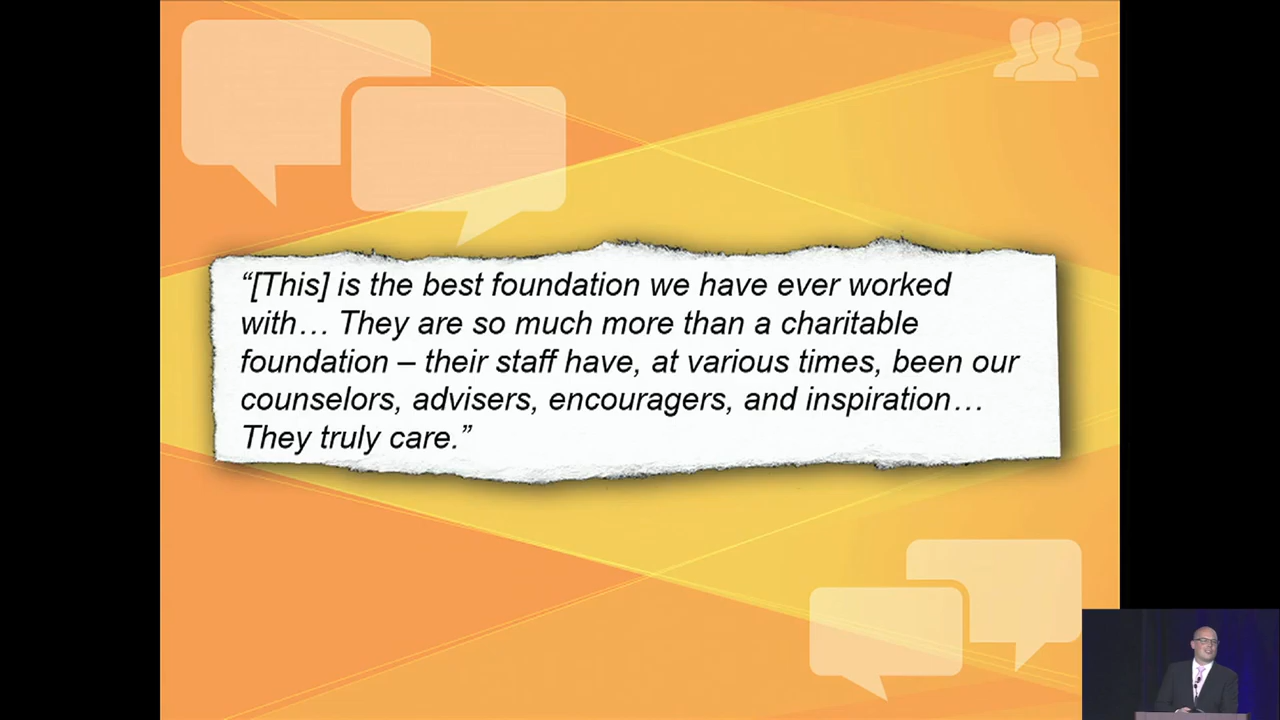 “[This] is the best foundation we have ever worked
with… They are so much more than a charitable
foundation – their staff have, at various times, been our
counselors, advisers, encouragers, and inspiration…
They truly care.”